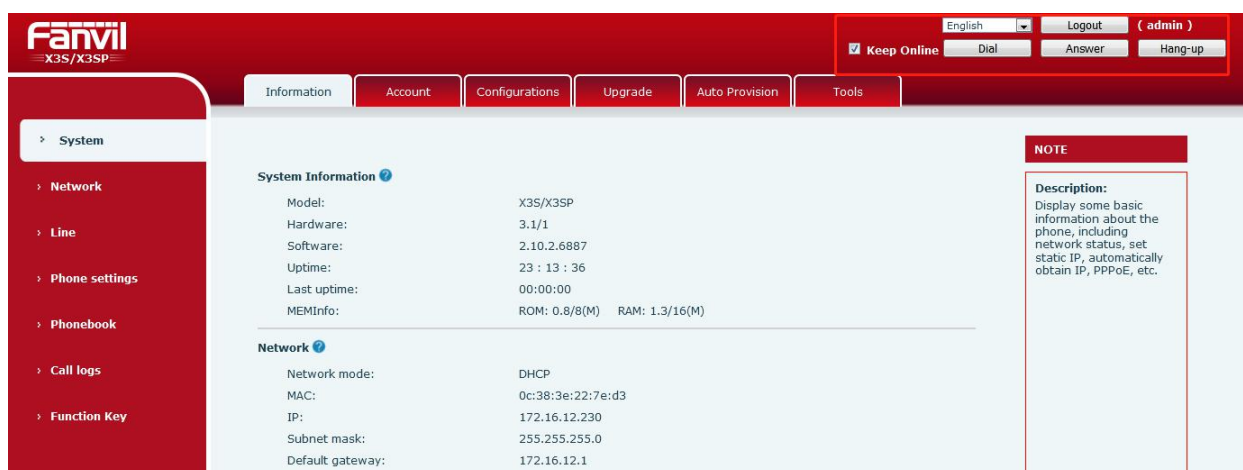 Fanvil
X3S/X3SP
English Logout ( admin )
Keep Online Dial Answer Hang-up
Information Account Configurations Upgrade Auto Provision Tools
› System
› Network
› Line
› Phone settings
› Phonebook
› Call logs
› Function Key
System Information ?
Model: X3S/X3SP
Hardware: 3.1/1
Software: 2.10.2.6887
Uptime: 23 : 13 : 36
Last uptime: 00:00:00
MEMInfo: ROM: 0.8/8(M) RAM: 1.3/16(M)
Network ?
Network mode: DHCP
MAC: 0c:38:3e:22:7e:d3
IP: 172.16.12.230
Subnet mask: 255.255.255.0
Default gateway: 172.16.12.1
NOTE
Description:
Display some basic
information about the
phone, including
network status, set
static IP, automatically
obtain IP, PPPoE, etc.